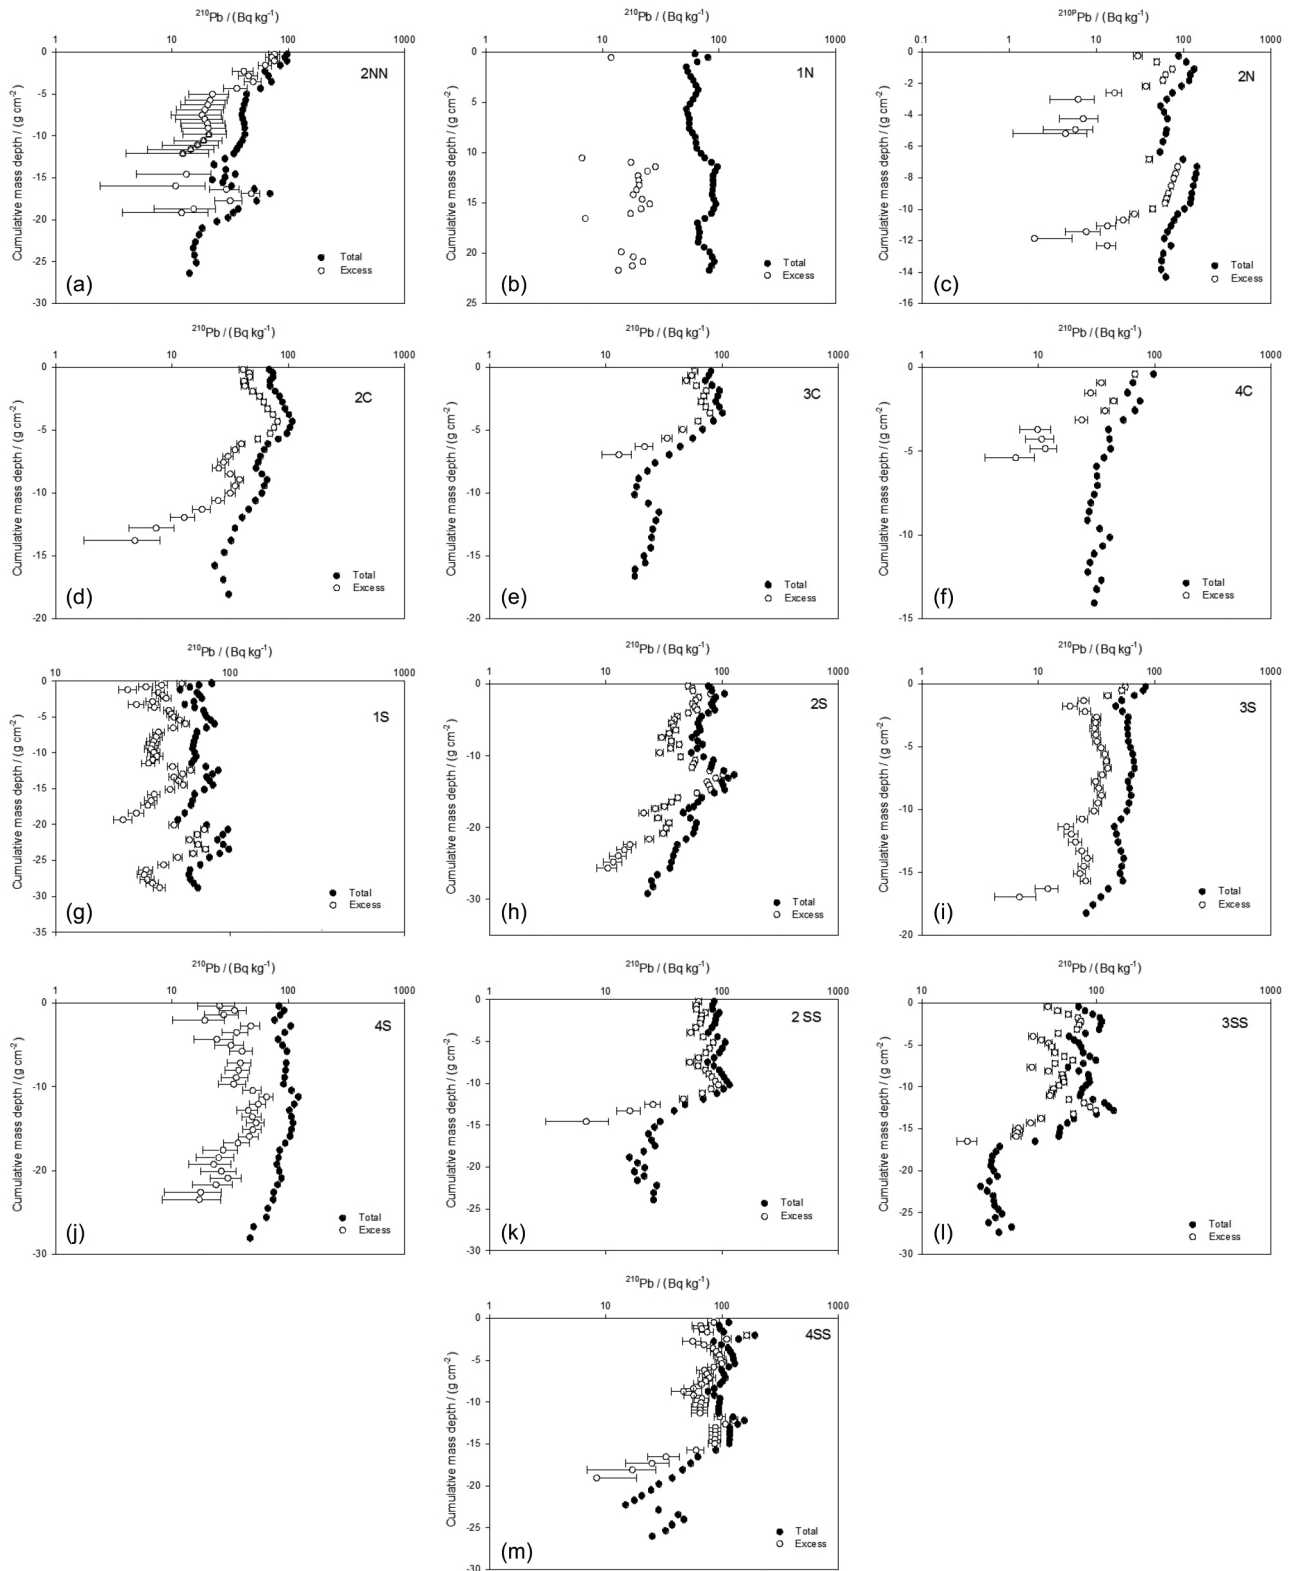 ²¹⁰Pb / (Bq kg⁻¹) ²¹⁰Pb / (Bq kg⁻¹) ²¹⁰ᴾPb / (Bq kg⁻¹)
1 10 100 1000 1 10 100 1000 0.1 1 10 100 1000
2NN 1N 2N
Cumulative mass depth / (g cm⁻²) Cumulative mass depth / (g cm⁻²) Cumulative mass depth / (g cm⁻²)
0 -5 -10 -15 -20 -25 -30
0 5 10 15 20 25
0 -2 -4 -6 -8 -10 -12 -14 -16
Total Total Total
Excess Excess Excess
(a) (b) (c)
²¹⁰Pb / (Bq kg⁻¹) ²¹⁰Pb / (Bq kg⁻¹) ²¹⁰Pb / (Bq kg⁻¹)
1 10 100 1000 1 10 100 1000 1 10 100 1000
2C 3C 4C
Cumulative mass depth / (g cm⁻²) Cumulative mass depth / (g cm⁻²) Cumulative mass depth / (g cm⁻²)
0 -5 -10 -15 -20
0 -5 -10 -15 -20
0 -5 -10 -15
Total Total Total
Excess Excess Excess
(d) (e) (f)
²¹⁰Pb / (Bq kg⁻¹) ²¹⁰Pb / (Bq kg⁻¹) ²¹⁰Pb / (Bq kg⁻¹)
10 100 1000 1 10 100 1000 1 10 100 1000
1S 2S 3S
Cumulative mass depth / (g cm⁻²) Cumulative mass depth / (g cm⁻²) Cumulative mass depth / (g cm⁻²)
0 -5 -10 -15 -20 -25 -30 -35
0 -10 -20 -30
0 -5 -10 -15 -20
Total Total Total
Excess Excess Excess
(g) (h) (i)
²¹⁰Pb / (Bq kg⁻¹) ²¹⁰Pb / (Bq kg⁻¹) ²¹⁰Pb / (Bq kg⁻¹)
1 10 100 1000 1 10 100 1000 10 100 1000
4S 2 SS 3SS
Cumulative mass depth / (g cm⁻²) Cumulative mass depth / (g cm⁻²) Cumulative mass depth / (g cm⁻²)
0 -10 -20 -30
0 -5 -10 -15 -20 -25 -30
0 -5 -10 -15 -20 -25 -30
Total Total Total
Excess Excess Excess
(j) (k) (l)
²¹⁰Pb / (Bq kg⁻¹)
1 10 100 1000
4SS
Cumulative mass depth / (g cm⁻²)
0 -5 -10 -15 -20 -25 -30
Total
Excess
(m)